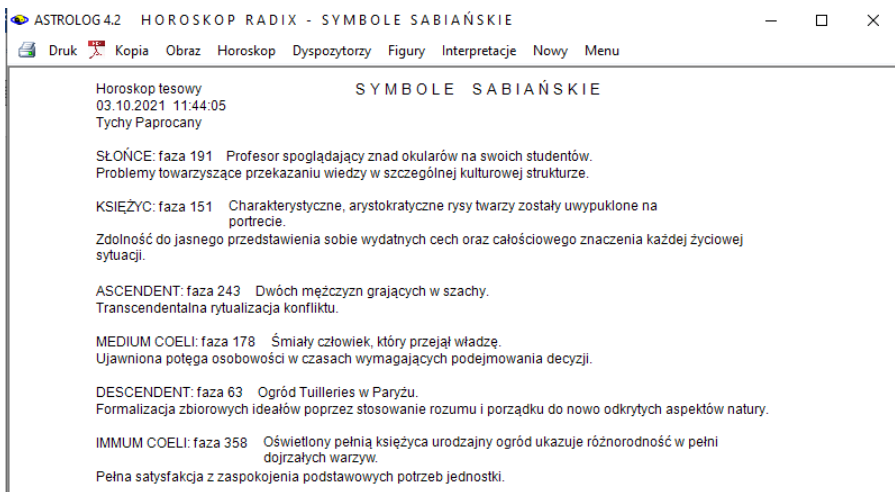 ASTROLOG 4.2 HOROSKOP RADIX - SYMBOLE SABIAŃSKIE
Druk Kopia Obraz Horoskop Dyspozytorzy Figury Interpretacje Nowy Menu
Horoskop tesowy SYMBOLE SABIAŃSKIE
03.10.2021 11:44:05
Tychy Paprocany
SŁOŃCE: faza 191 Profesor spoglądający znad okularów na swoich studentów.
Problemy towarzyszące przekazaniu wiedzy w szczególnej kulturowej strukturze.
KSIĘŻYC: faza 151 Charakterystyczne, arystokratyczne rysy twarzy zostały uwypuklone na
portrecie.
Zdolność do jasnego przedstawienia sobie wydatnych cech oraz całościowego znaczenia każdej życiowej
sytuacji.
ASCENDENT: faza 243 Dwóch mężczyzn grających w szachy.
Transcendentalna rytualizacja konfliktu.
MEDIUM COELI: faza 178 Śmiały człowiek, który przejął władzę.
Ujawniona potęga osobowości w czasach wymagających podejmowania decyzji.
DESCENDENT: faza 63 Ogród Tuilleries w Paryżu.
Formalizacja zbiorowych ideałów poprzez stosowanie rozumu i porządku do nowo odkrytych aspektów natury.
IMMUM COELI: faza 358 Oświetlony pełnią księżyca urodzajny ogród ukazuje różnorodność w pełni
dojrzałych warzyw.
Pełna satysfakcja z zaspokojenia podstawowych potrzeb jednostki.